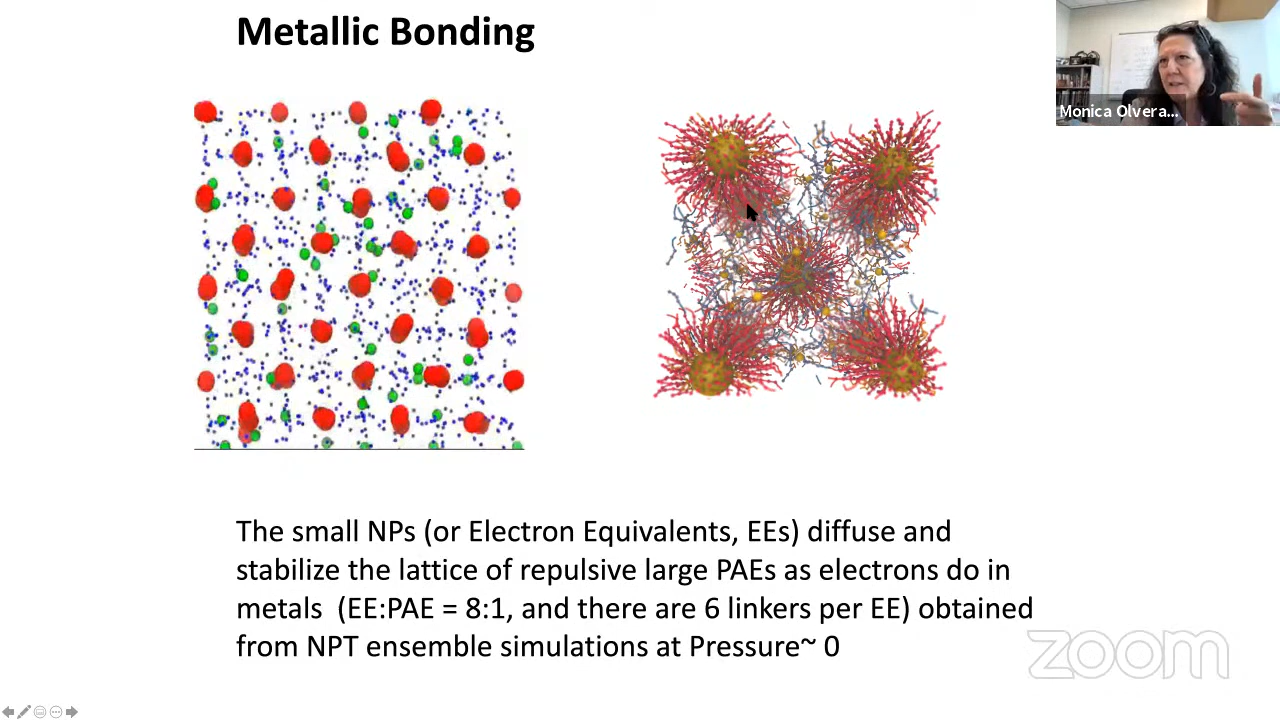 Metallic Bonding
Monica Olvera...
The small NPs (or Electron Equivalents, EEs) diffuse and
stabilize the lattice of repulsive large PAEs as electrons do in
metals  (EE:PAE = 8:1, and there are 6 linkers per EE) obtained
from NPT ensemble simulations at Pressure~ 0
zoom